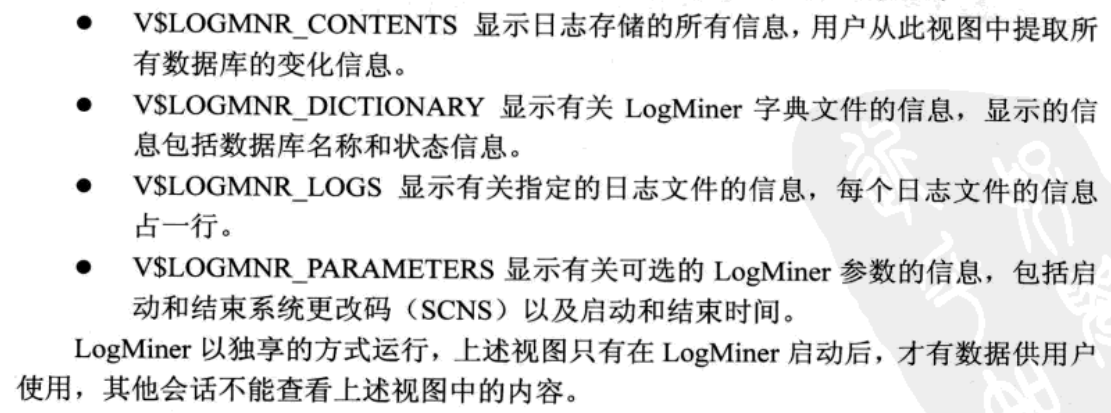 ● V$LOGMNR_CONTENTS 显示日志存储的所有信息，用户从此视图中提取所
有数据库的变化信息。
● V$LOGMNR_DICTIONARY 显示有关 LogMiner 字典文件的信息，显示的信
息包括数据库名称和状态信息。
● V$LOGMNR_LOGS 显示有关指定的日志文件的信息，每个日志文件的信息
占一行。
● V$LOGMNR_PARAMETERS 显示有关可选的 LogMiner 参数的信息，包括启
动和结束系统更改码（SCNS）以及启动和结束时间。
LogMiner 以独享的方式运行，上述视图只有在 LogMiner 启动后，才有数据供用户
使用，其他会话不能查看上述视图中的内容。